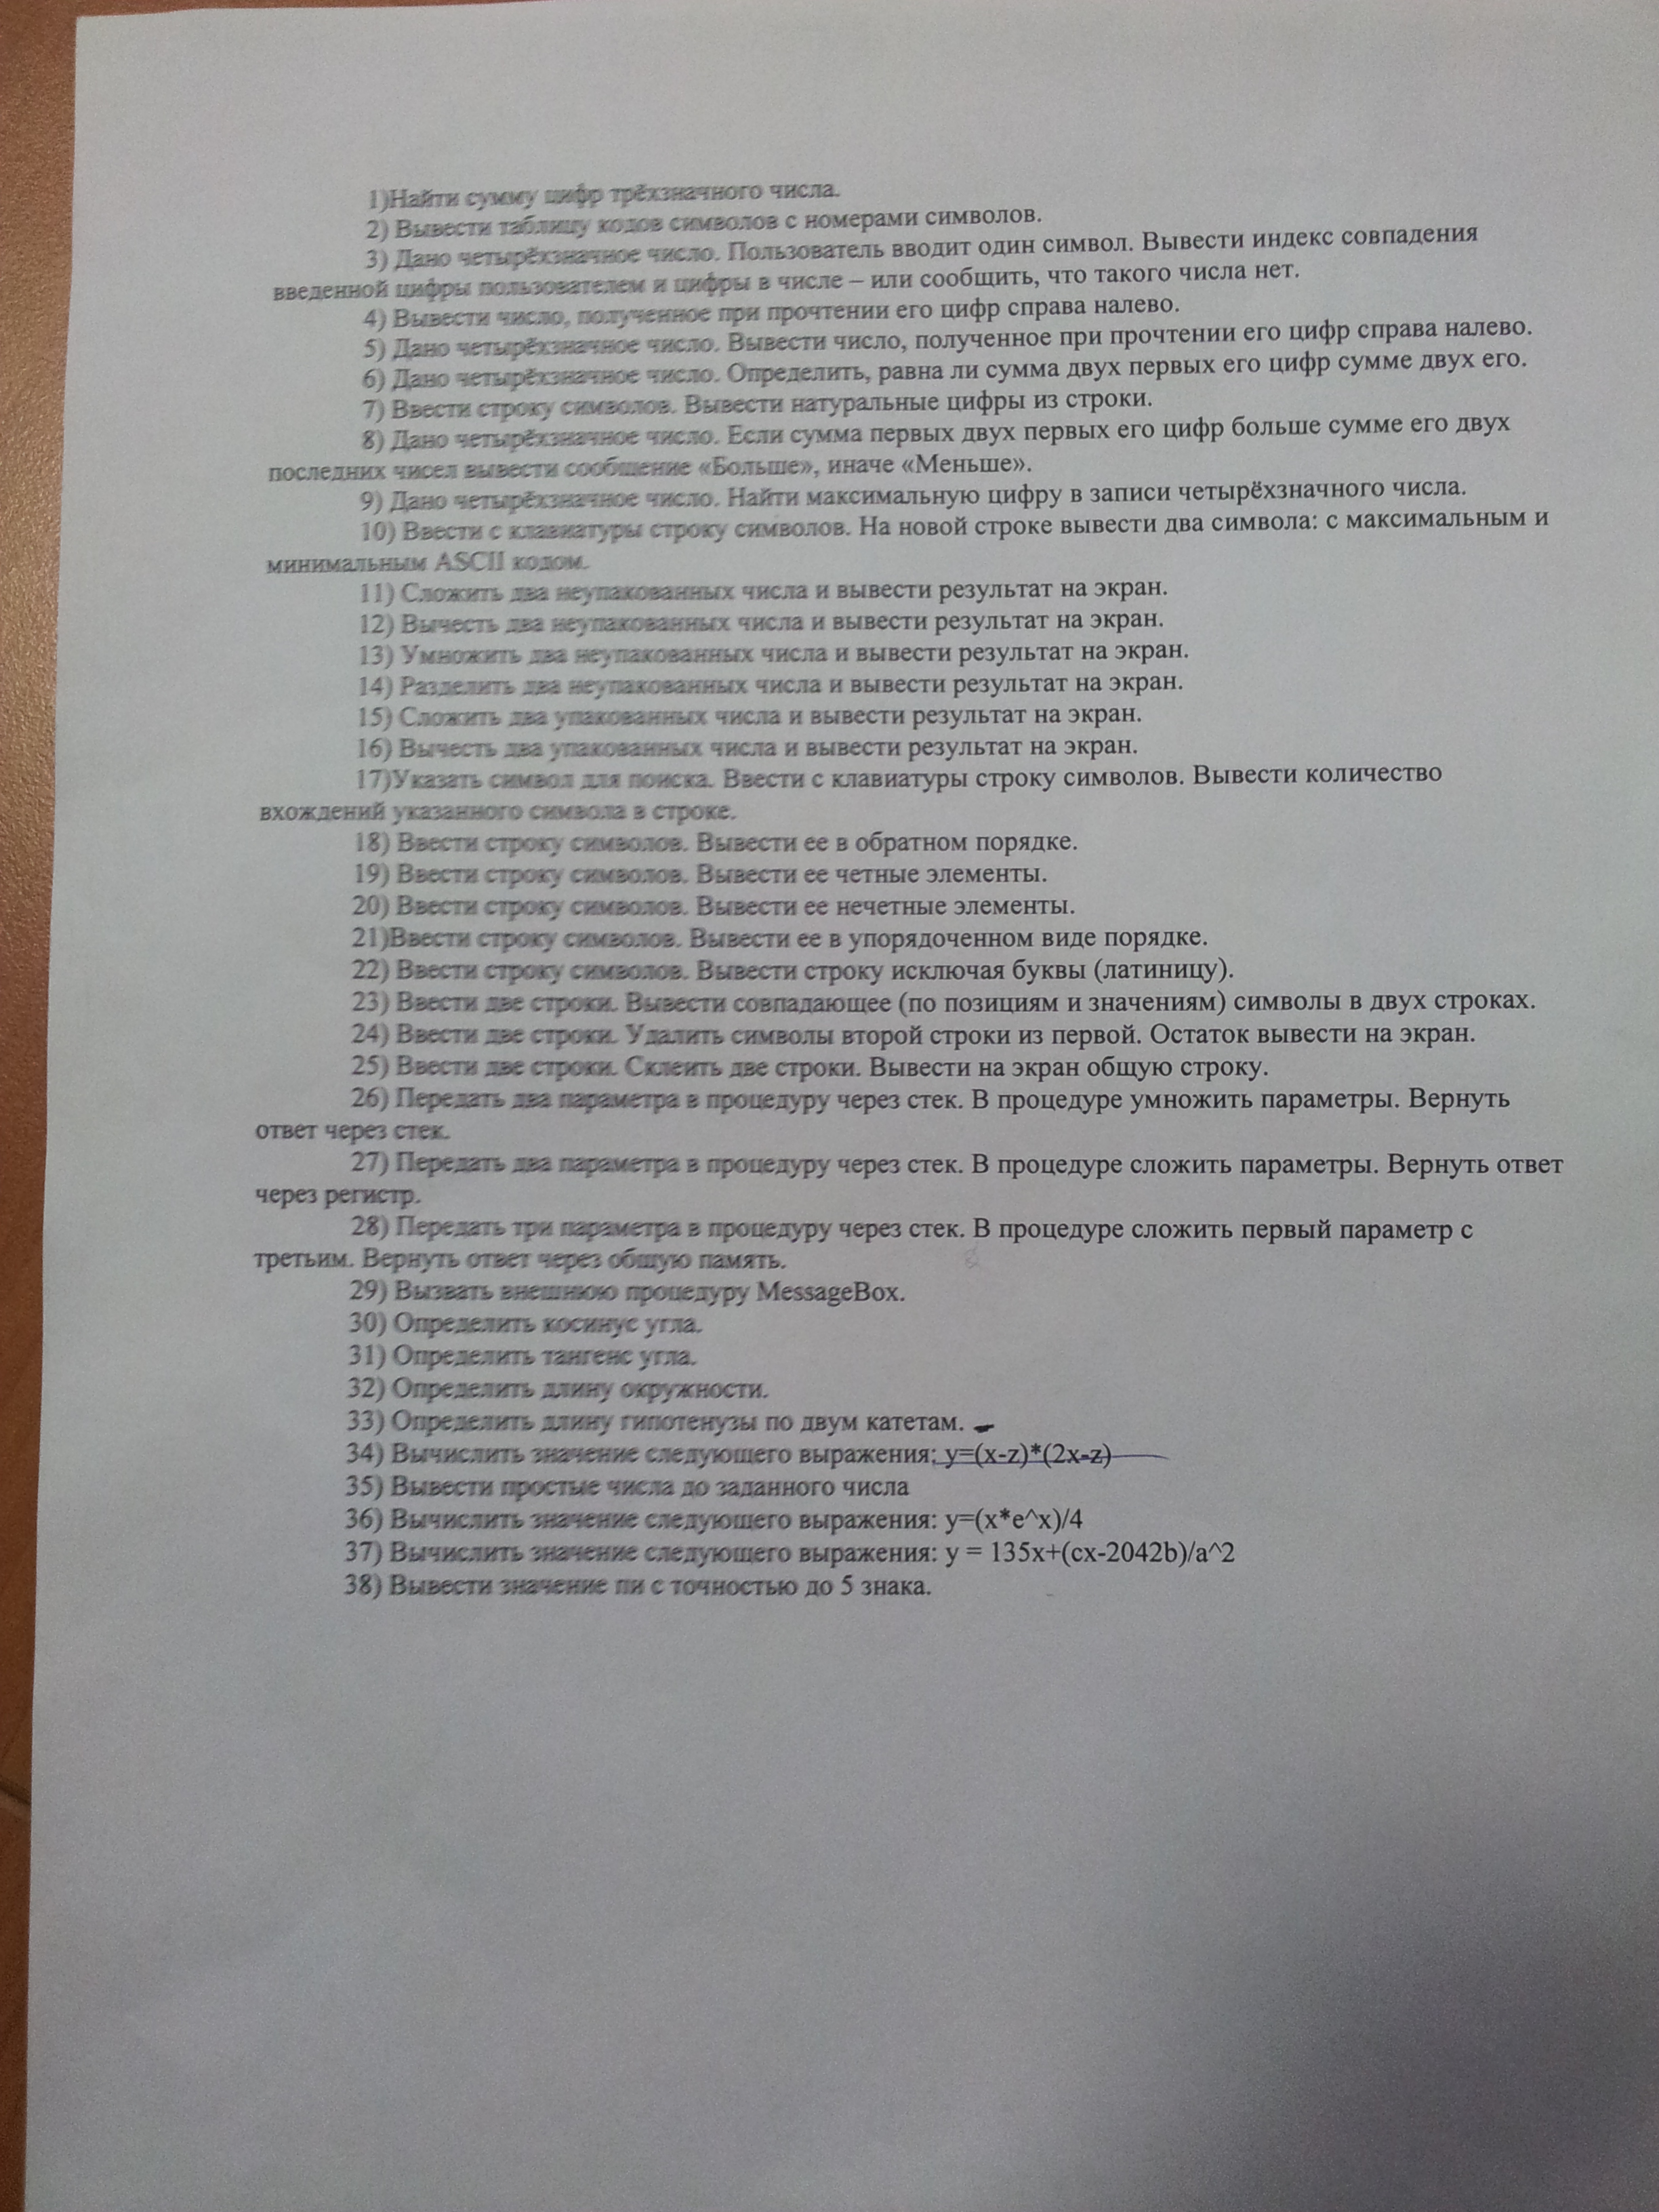 1)Найти сумму цифр трёхзначного числа.
2) Вывести таблицу кодов символов с номерами символов.
3) Дано четырёхзначное число. Пользователь вводит один символ. Вывести индекс совпадения
введенной цифры пользователем и цифры в числе – или сообщить, что такого числа нет.
4) Вывести число, полученное при прочтении его цифр справа налево.
5) Дано четырёхзначное число. Вывести число, полученное при прочтении его цифр справа налево.
6) Дано четырёхзначное число. Определить, равна ли сумма двух первых его цифр сумме двух его.
7) Ввести строку символов. Вывести натуральные цифры из строки.
8) Дано четырёхзначное число. Если сумма первых двух первых его цифр больше сумме его двух
последних чисел вывести сообщение «Больше», иначе «Меньше».
9) Дано четырёхзначное число. Найти максимальную цифру в записи четырёхзначного числа.
10) Ввести с клавиатуры строку символов. На новой строке вывести два символа: с максимальным и
минимальным ASCII кодом.
11) Сложить два неупакованных числа и вывести результат на экран.
12) Вычесть два неупакованных числа и вывести результат на экран.
13) Умножить два неупакованных числа и вывести результат на экран.
14) Разделить два неупакованных числа и вывести результат на экран.
15) Сложить два упакованных числа и вывести результат на экран.
16) Вычесть два упакованных числа и вывести результат на экран.
17)Указать символ для поиска. Ввести с клавиатуры строку символов. Вывести количество
вхождений указанного символа в строке.
18) Ввести строку символов. Вывести ее в обратном порядке.
19) Ввести строку символов. Вывести ее четные элементы.
20) Ввести строку символов. Вывести ее нечетные элементы.
21)Ввести строку символов. Вывести ее в упорядоченном виде порядке.
22) Ввести строку символов. Вывести строку исключая буквы (латиницу).
23) Ввести две строки. Вывести совпадающее (по позициям и значениям) символы в двух строках.
24) Ввести две строки. Удалить символы второй строки из первой. Остаток вывести на экран.
25) Ввести две строки. Склеить две строки. Вывести на экран общую строку.
26) Передать два параметра в процедуру через стек. В процедуре умножить параметры. Вернуть
ответ через стек.
27) Передать два параметра в процедуру через стек. В процедуре сложить параметры. Вернуть ответ
через регистр.
28) Передать три параметра в процедуру через стек. В процедуре сложить первый параметр с
третьим. Вернуть ответ через общую память.
29) Вызвать внешнюю процедуру MessageBox.
30) Определить косинус угла.
31) Определить тангенс угла.
32) Определить длину окружности.
33) Определить длину гипотенузы по двум катетам.
34) Вычислить значение следующего выражения: y=(x-z)*(2x-z)
35) Вывести простые числа до заданного числа
36) Вычислить значение следующего выражения: y=(x*e^x)/4
37) Вычислить значение следующего выражения: y = 135x+(cx-2042b)/a^2
38) Вывести значение пи с точностью до 5 знака.